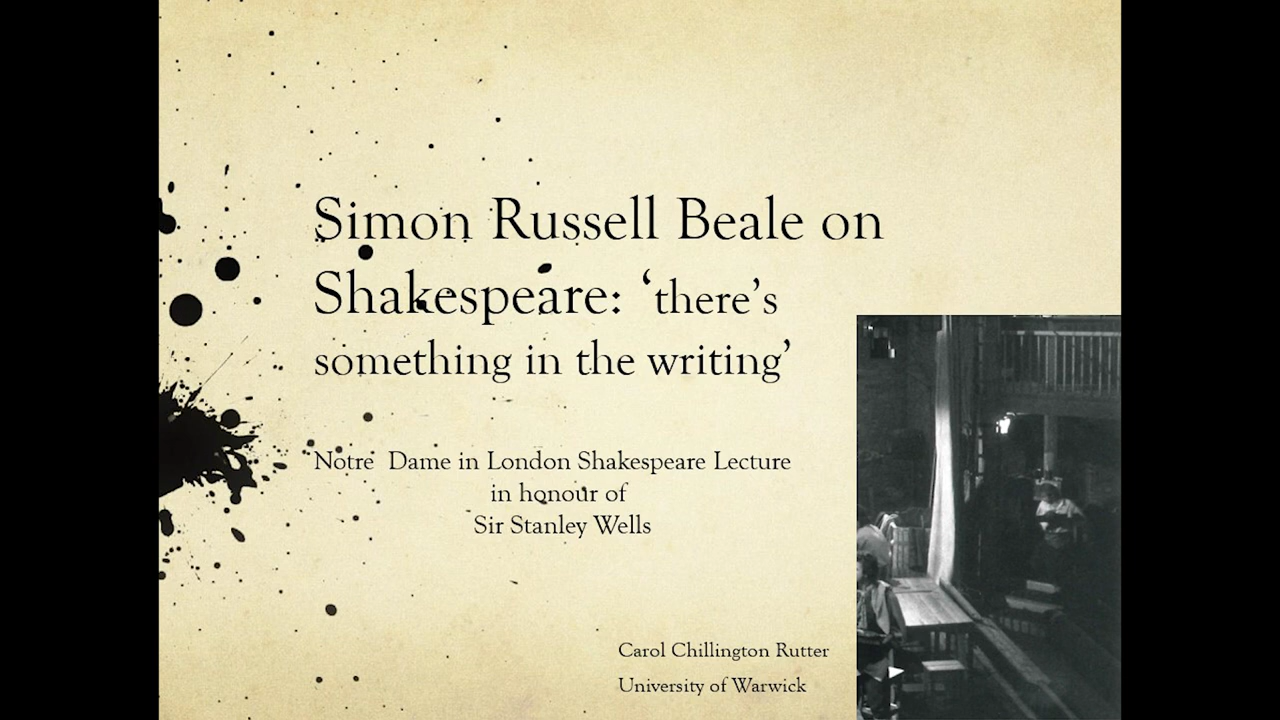 Simon Russell Beale on
Shakespeare: ‘there’s
something in the writing’
Notre Dame in London Shakespeare Lecture
in honour of
Sir Stanley Wells
Carol Chillington Rutter
University of Warwick